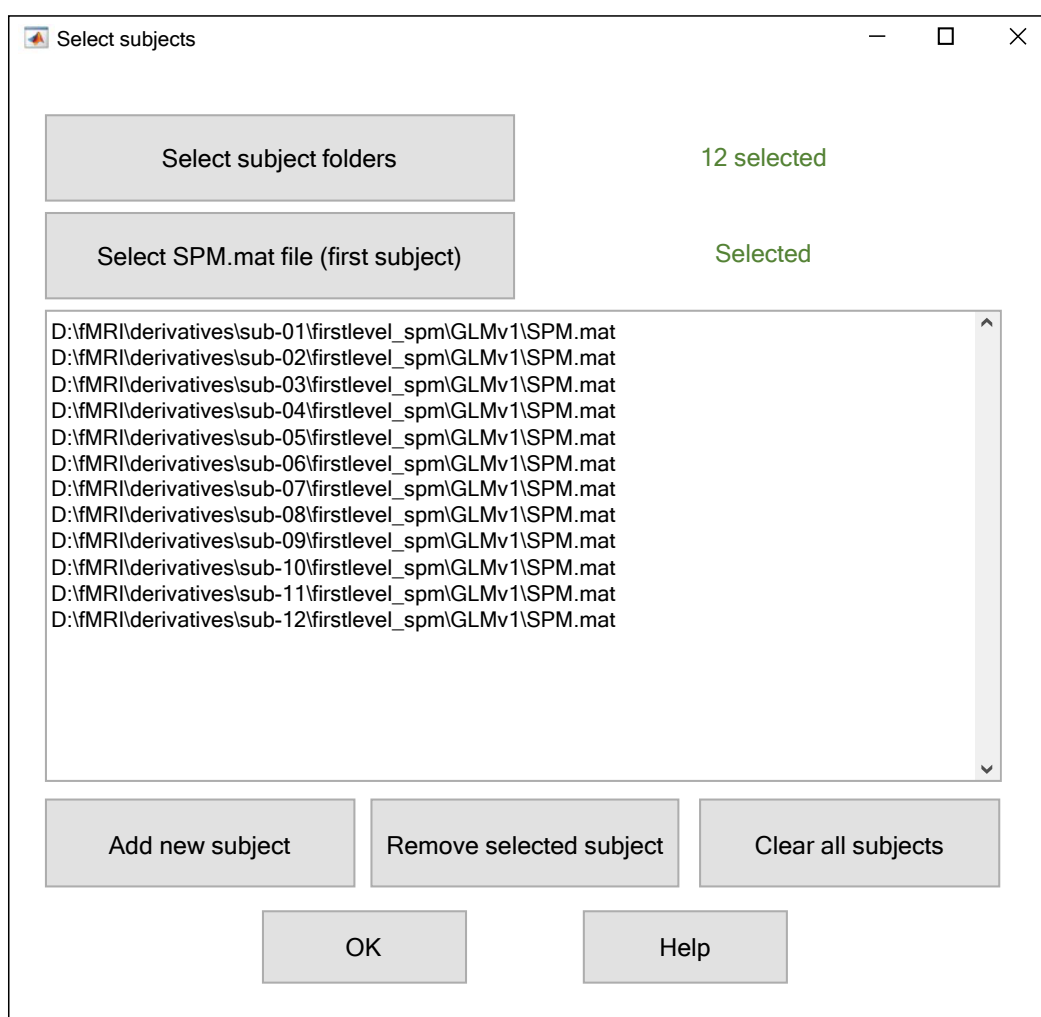 Select subjects
Select subject folders
12 selected
Select SPM.mat file (first subject)
Selected
D:\fMRI\derivatives\sub-01\firstlevel_spm\GLMv1\SPM.mat
D:\fMRI\derivatives\sub-02\firstlevel_spm\GLMv1\SPM.mat
D:\fMRI\derivatives\sub-03\firstlevel_spm\GLMv1\SPM.mat
D:\fMRI\derivatives\sub-04\firstlevel_spm\GLMv1\SPM.mat
D:\fMRI\derivatives\sub-05\firstlevel_spm\GLMv1\SPM.mat
D:\fMRI\derivatives\sub-06\firstlevel_spm\GLMv1\SPM.mat
D:\fMRI\derivatives\sub-07\firstlevel_spm\GLMv1\SPM.mat
D:\fMRI\derivatives\sub-08\firstlevel_spm\GLMv1\SPM.mat
D:\fMRI\derivatives\sub-09\firstlevel_spm\GLMv1\SPM.mat
D:\fMRI\derivatives\sub-10\firstlevel_spm\GLMv1\SPM.mat
D:\fMRI\derivatives\sub-11\firstlevel_spm\GLMv1\SPM.mat
D:\fMRI\derivatives\sub-12\firstlevel_spm\GLMv1\SPM.mat
Add new subject
Remove selected subject
Clear all subjects
OK
Help